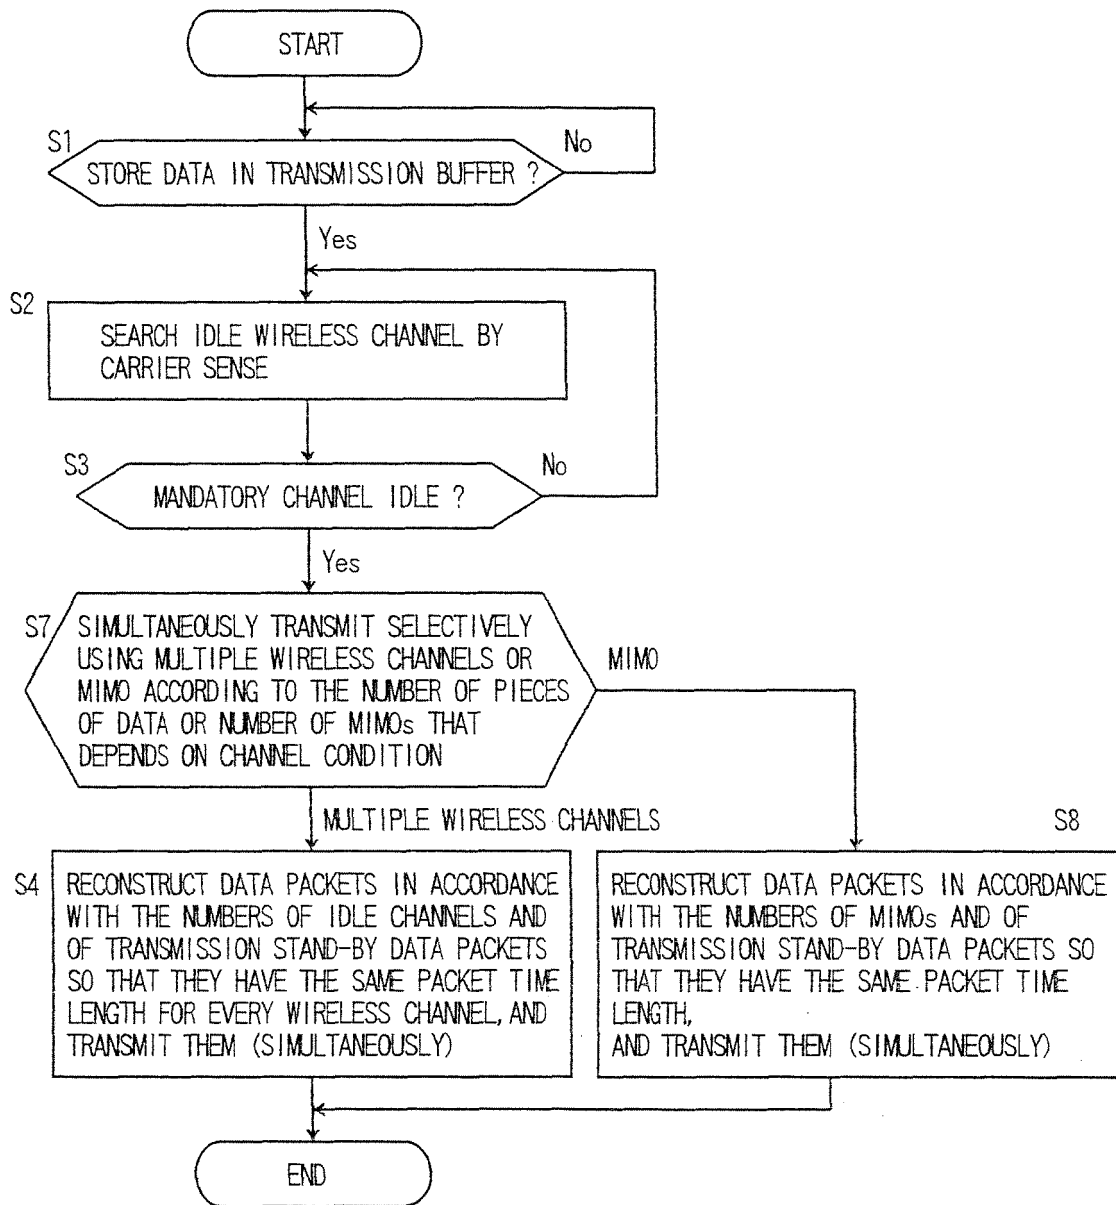 START
S1
No
STORE DATA IN TRANSMISSION BUFFER ?
Yes
S2
SEARCH IDLE WIRELESS CHANNEL BY
CARRIER SENSE
S3
No
MANDATORY CHANNEL IDLE ?
Yes
S7
SIMULTANEOUSLY TRANSMIT SELECTIVELY
USING MULTIPLE WIRELESS CHANNELS OR
MIMO ACCORDING TO THE NUMBER OF PIECES
OF DATA OR NUMBER OF MIMOs THAT
DEPENDS ON CHANNEL CONDITION
MIMO
MULTIPLE WIRELESS CHANNELS
S4
RECONSTRUCT DATA PACKETS IN ACCORDANCE
WITH THE NUMBERS OF IDLE CHANNELS AND
OF TRANSMISSION STAND-BY DATA PACKETS
SO THAT THEY HAVE THE SAME PACKET TIME
LENGTH FOR EVERY WIRELESS CHANNEL, AND
TRANSMIT THEM (SIMULTANEOUSLY)
S8
RECONSTRUCT DATA PACKETS IN ACCORDANCE
WITH THE NUMBERS OF MIMOs AND OF
TRANSMISSION STAND-BY DATA PACKETS SO
THAT THEY HAVE THE SAME PACKET TIME
LENGTH,
AND TRANSMIT THEM (SIMULTANEOUSLY)
END